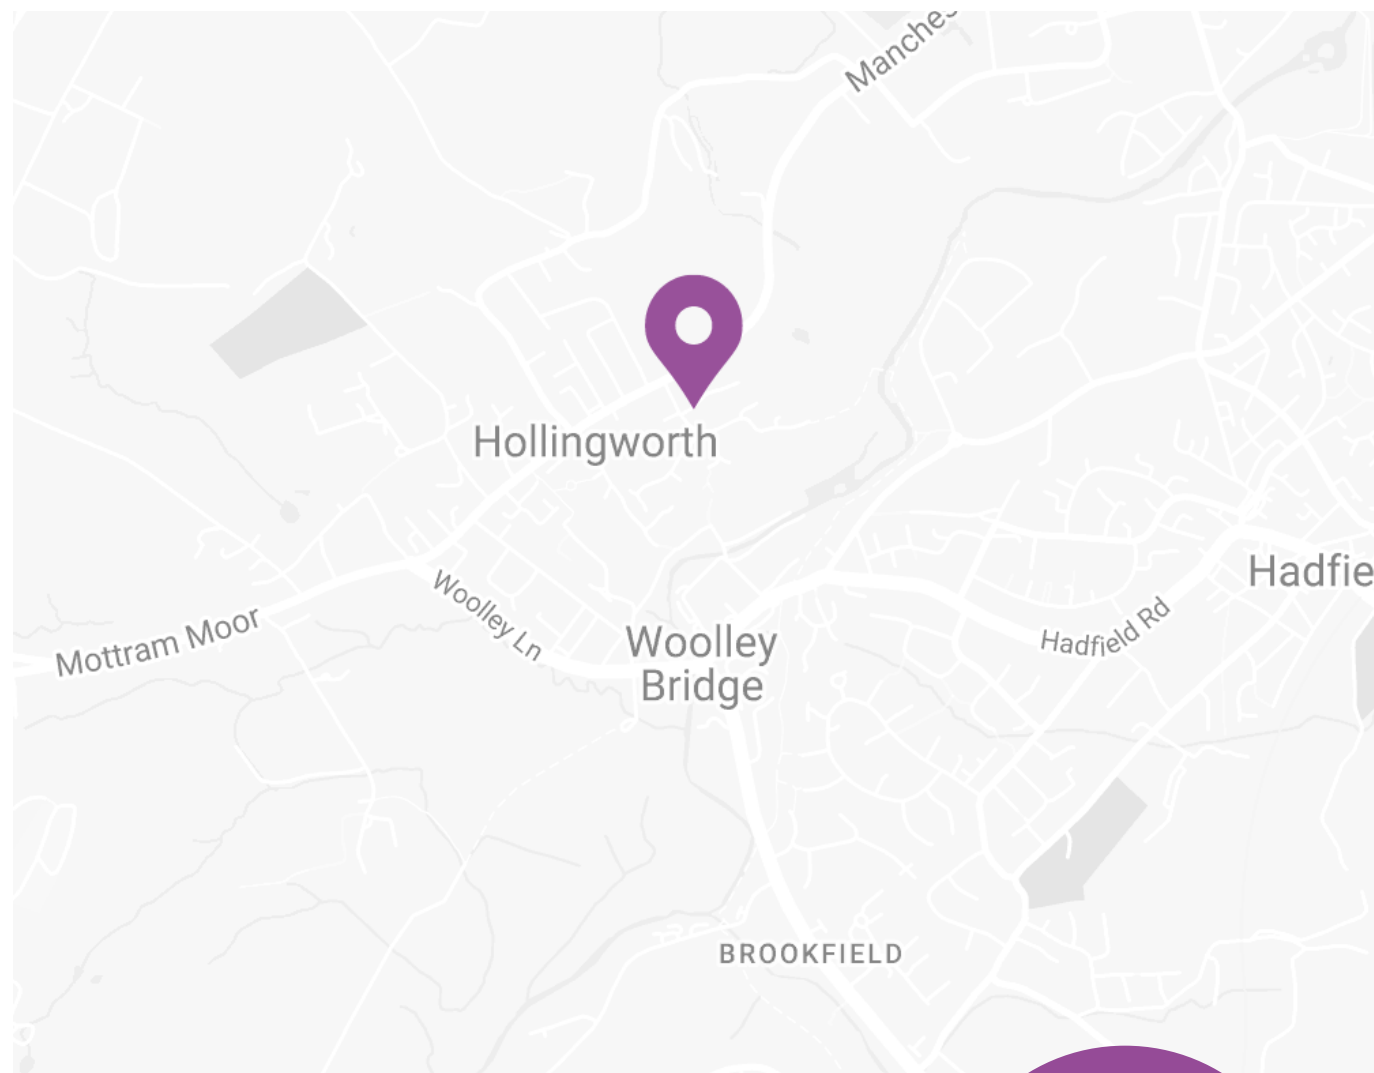 Manches
Hollingworth
Hadfie
Woolley Ln
Mottram Moor
Woolley
Bridge
Hadfield Rd
BROOKFIELD